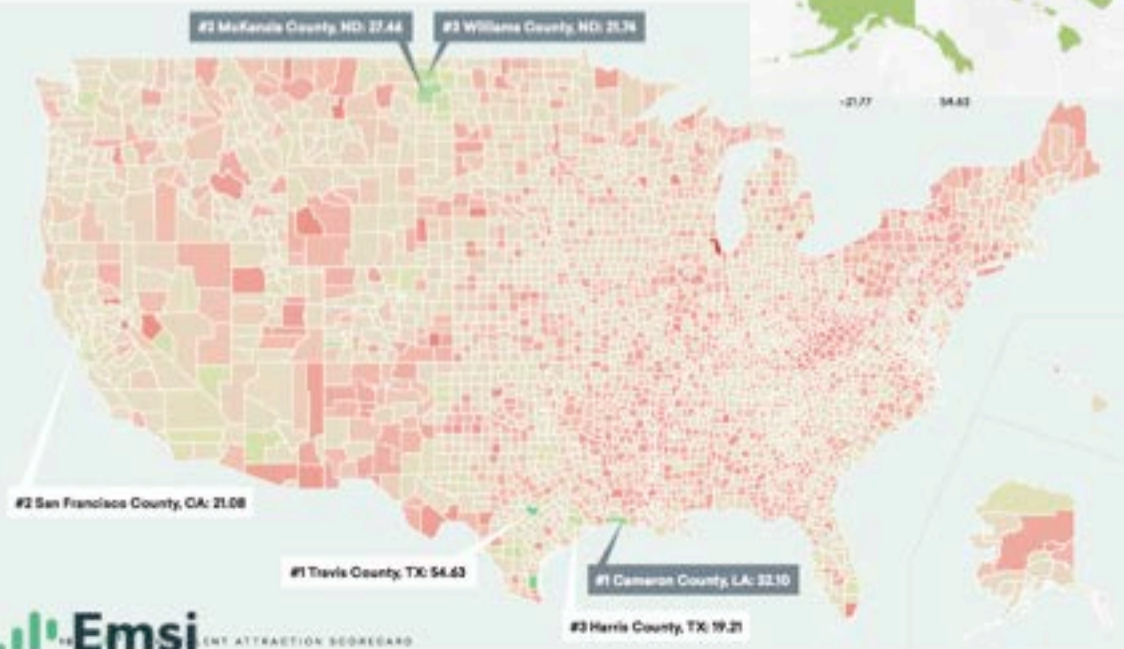 #2 McKenzie County, ND: 27.44
#3 Williams County, ND: 21.74
-21.77 54.63
#2 San Francisco County, CA: 21.08
#1 Travis County, TX: 54.63
#1 Cameron County, LA: 32.10
#3 Harris County, TX: 19.21
Emsi
ENT ATTRACTION SCORECARD